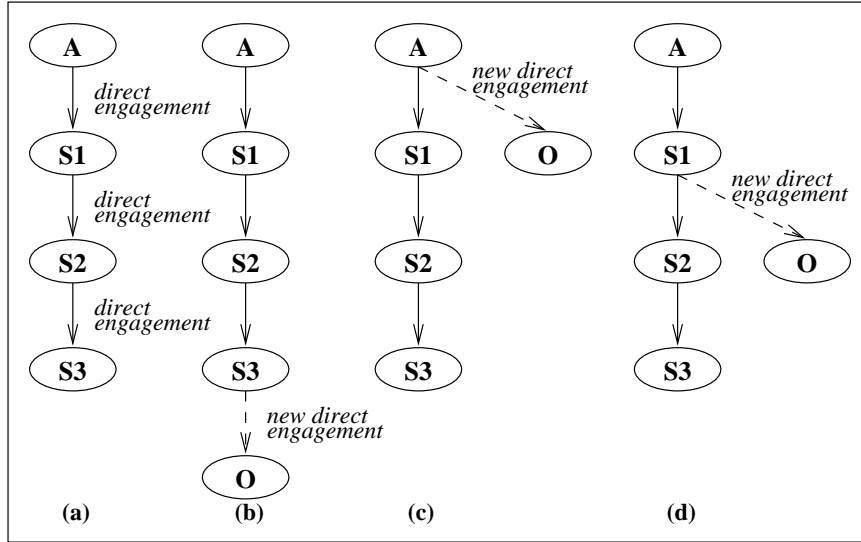 A
A
A
A
direct
engagement
new direct
engagement
S1
S1
S1
O
S1
direct
engagement
new direct
engagement
S2
S2
S2
S2
O
direct
engagement
S3
S3
S3
S3
new direct
engagement
O
(a)
(b)
(c)
(d)